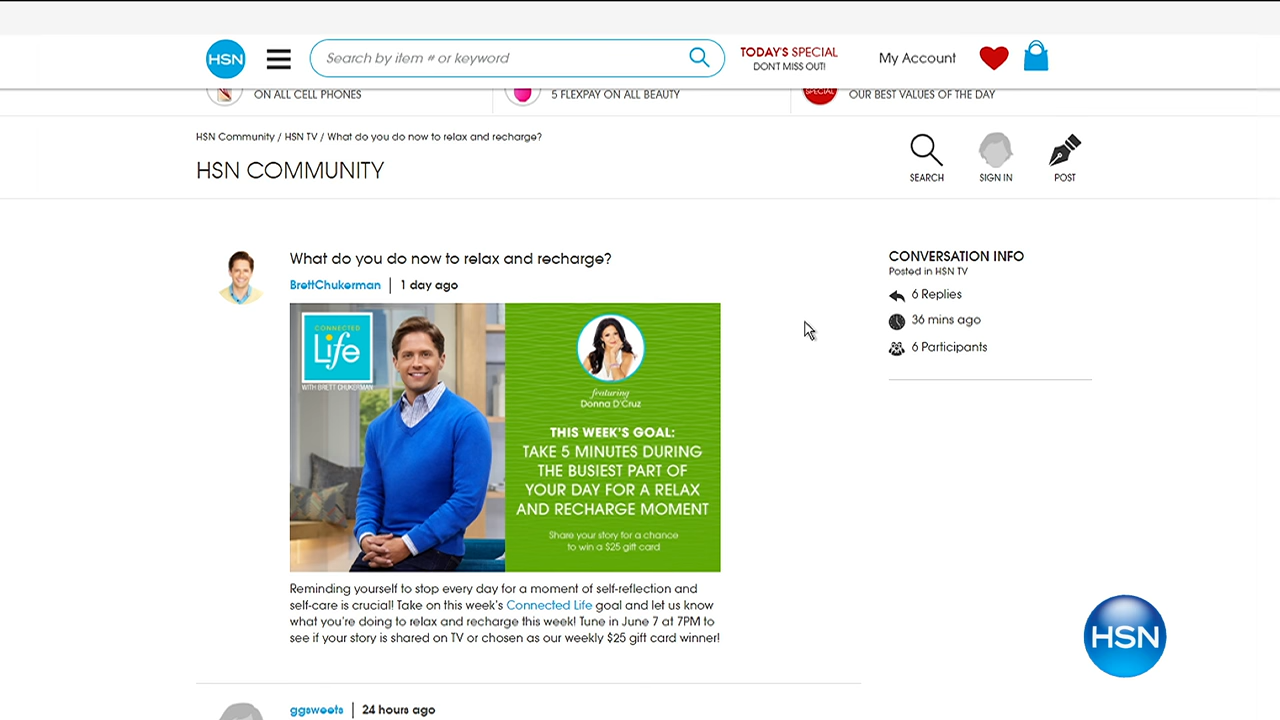 HSN
Search by item # or keyword
TODAY'S SPECIAL
DON'T MISS OUT!
My Account
ON ALL CELL PHONES
5 FLEXPAY ON ALL BEAUTY
SPECIAL
OUR BEST VALUES OF THE DAY
HSN Community / HSN TV / What do you do now to relax and recharge?
HSN COMMUNITY
SEARCH
SIGN IN
POST
What do you do now to relax and recharge?
BrettChukerman | 1 day ago
CONNECTED
Life
WITH BRETT CHUKERMAN
featuring
Donna D'Cruz
THIS WEEK'S GOAL:
TAKE 5 MINUTES DURING
THE BUSIEST PART OF
YOUR DAY FOR A RELAX
AND RECHARGE MOMENT
Share your story for a chance
to win a $25 gift card
Reminding yourself to stop every day for a moment of self-reflection and
self-care is crucial! Take on this week's Connected Life goal and let us know
what you're doing to relax and recharge this week! Tune in June 7 at 7PM to
see if your story is shared on TV or chosen as our weekly $25 gift card winner!
CONVERSATION INFO
Posted in HSN TV
6 Replies
36 mins ago
6 Participants
ggsweets | 24 hours ago
HSN